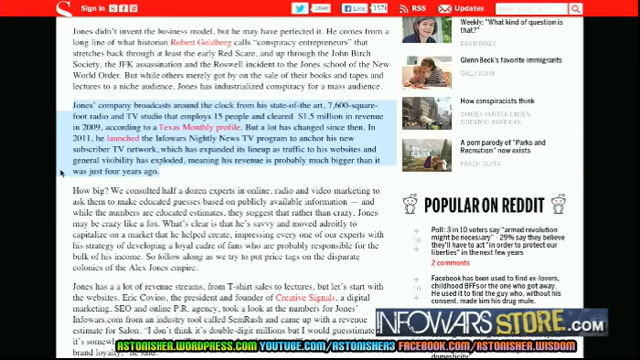 S
Sign in
264k
Like
357k
RSS
Updates
Search
Jones didn't invent the business model, but he may have perfected it. He comes from a
long line of what historian Robert Goldberg calls "conspiracy entrepreneurs" that
stretches back through at least the early Red Scare, and up through the John Birch
Society, the JFK assassination and the Roswell incident to the Jones school of the New
World Order. But while others merely got by on the sale of their books and tapes and
lectures to a niche audience, Jones has industrialized conspiracy for a mass audience.
Jones' company broadcasts around the clock from his state-of-the art, 7,600-square-
foot radio and TV studio that employs 15 people and cleared $1.5 million in revenue
in 2009, according to a Texas Monthly profile. But a lot has changed since then. In
2011, he launched the Infowars Nightly News TV program to anchor his new
subscriber TV network, which has expanded its lineup as traffic to his websites and
general visibility has exploded, meaning his revenue is probably much bigger than it
was just four years ago.
How big? We consulted half a dozen experts in online, radio and video marketing to
ask them to make educated guesses based on publicly available information — and
while the numbers are educated estimates, they suggest that rather than crazy, Jones
may be crazy like a fox. What's clear is that he's savvy and moved adroitly to
capitalize on a market that he helped create, impressing every one of our experts with
his strategy of developing a loyal cadre of fans who are probably responsible for the
bulk of his income. So follow along as we try to put price tags on the disparate
colonies of the Alex Jones empire.
Jones has a a lot of revenue streams, from T-shirt sales to lectures, but let's start with
the websites. Eric Covino, the president and founder of Creative Signals, a digital
marketing, SEO and online P.R. agency, took a look at the numbers for Jones'
Infowars.com from an industry tool called SemRush and came up with a revenue
estimate for Salon. "I don't think it's double-digit millions but I would guesstimate
brand loyalty," he said.
Weekly: "What kind of question is
that?"
DAVID DALEY
Glenn Beck's favorite immigrants
SALLY KOHN
How conspiracists think
SANDER VAN DER LINDEN,
SCIENTIFIC AMERICAN
A porn parody of "Parks and
Recreation" now exists
PRACHI GUPTA
POPULAR ON REDDIT
Poll: 3 in 10 voters say "armed revolution
might be necessary" - 29% say they believe
they'll have to act "in order to protect our
liberties" in the next few years
2 comments
Facebook has been used to find ex-lovers,
childhood BFFS or the one who got away.
He used it to find the guy who, without his
consent, made him his drug mule.
INFOWARS STORE.COM
ASTONISHER.WORDPRESS.COM YOUTUBE.COM/ASTONISHER3 FACEBOOK.COM/ASTONISHER.WISDOM